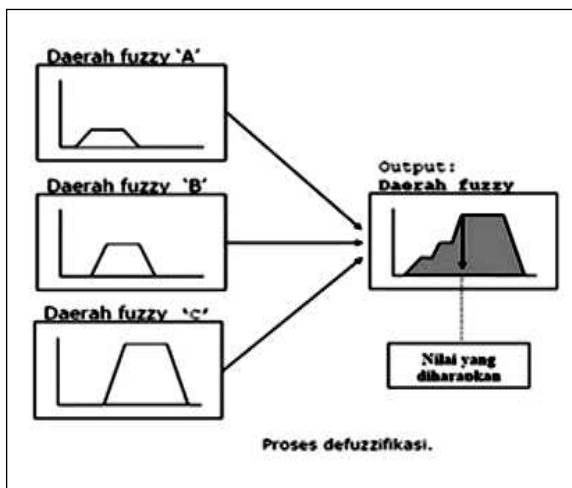 Daerah fuzzy 'A'
Daerah fuzzy 'B'
Daerah fuzzy 'C'
Output:
Daerah fuzzy
Nilai yang
diharapkan
Proses defuzzifikasi.